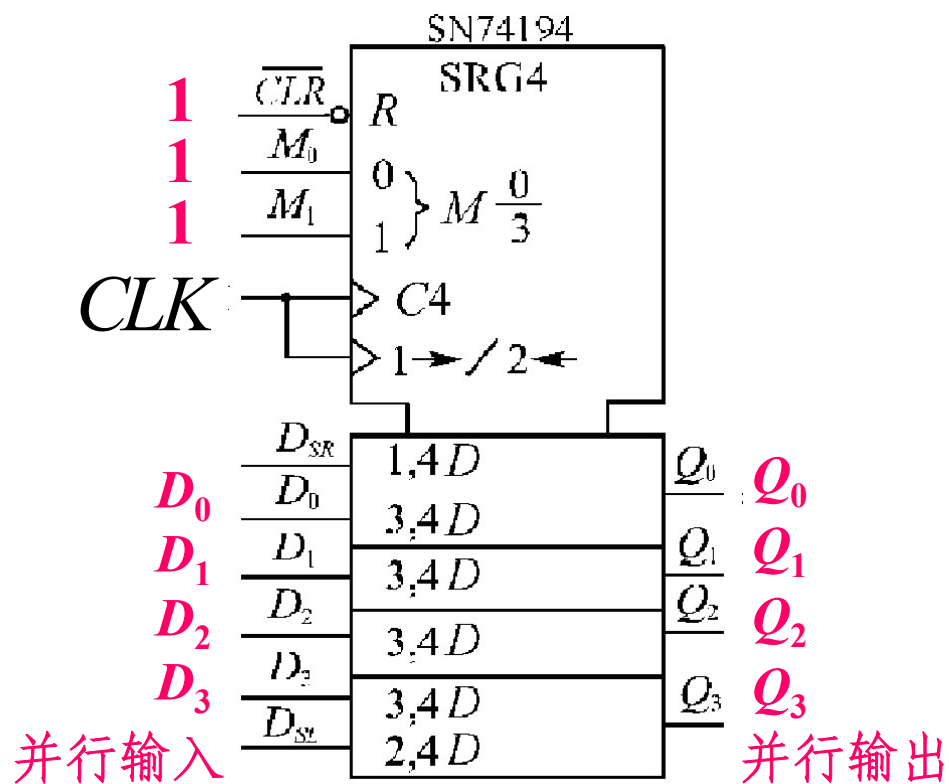 SN74194
SRG4
1 CLR R
1 M0 0
M 0/3
1 M1 1
CLK C4
1 / 2
DSR 1,4D
D0 D0 3,4D Q0 Q0
D1 D1 3,4D Q1 Q1
D2 D2 3,4D Q2 Q2
D3 D3 3,4D Q3 Q3
DSL 2,4D
并行输入 并行输出